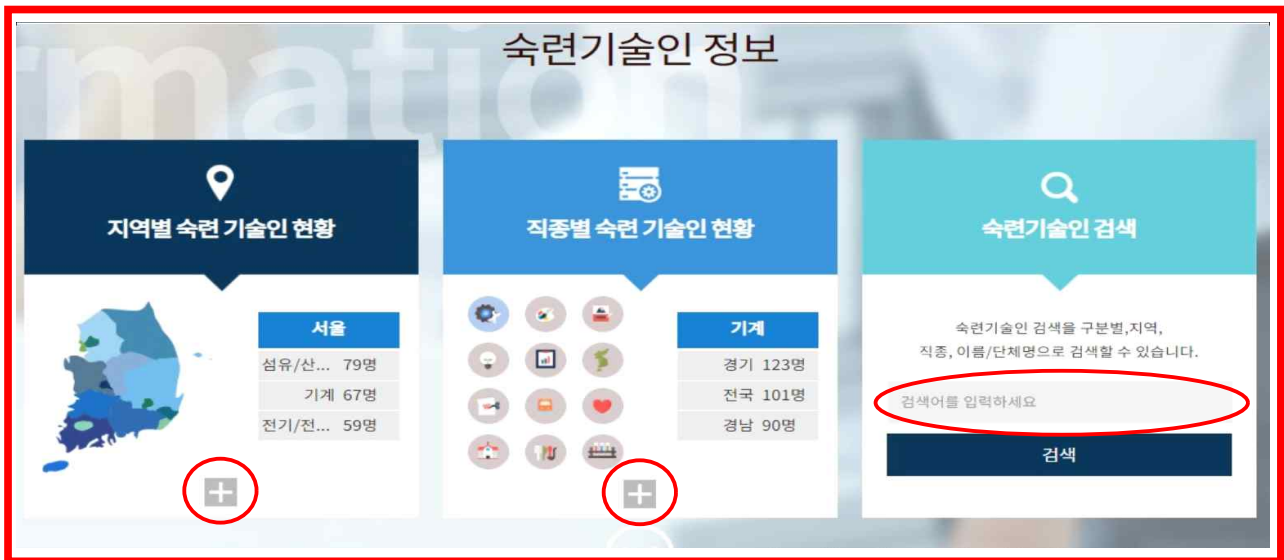 rmation
숙련기술인 정보
지역별 숙련 기술인 현황
서울
섬유/산... 79명
기계 67명
전기/전... 59명
직종별 숙련 기술인 현황
기계
경기 123명
전국 101명
경남 90명
숙련기술인 검색
숙련기술인 검색을 구분별,지역,
직종, 이름/단체명으로 검색할 수 있습니다.
검색어를 입력하세요
검색